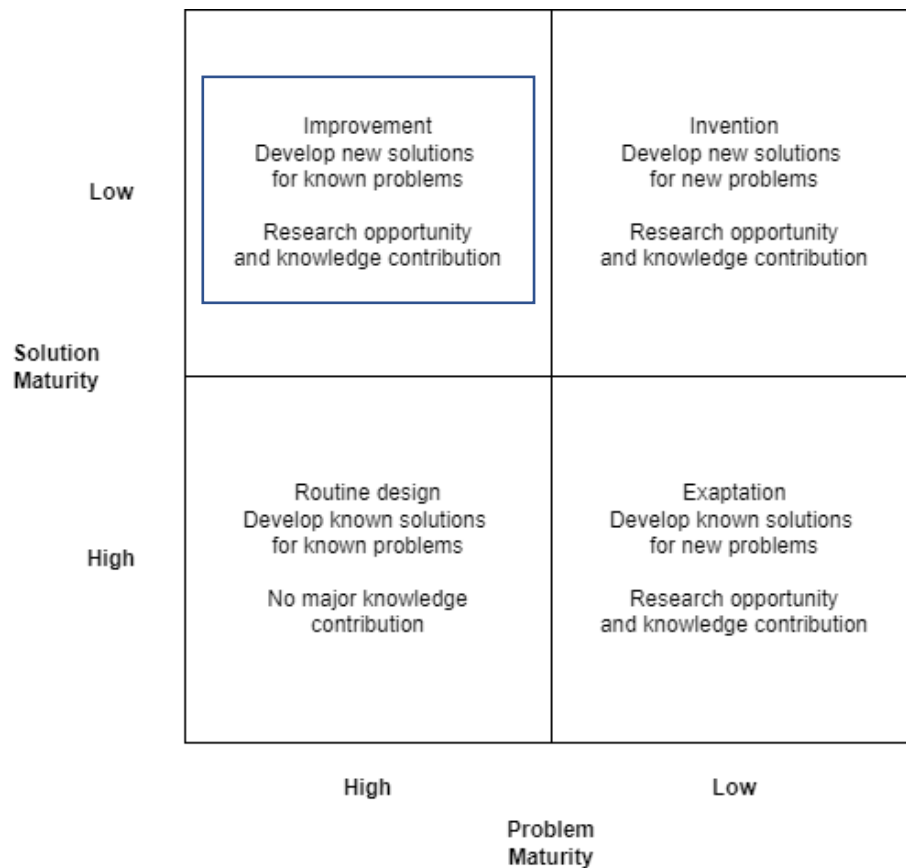 Improvement
Develop new solutions
for known problems
Research opportunity
and knowledge contribution
Invention
Develop new solutions
for new problems
Research opportunity
and knowledge contribution
Low
Solution
Maturity
Routine design
Develop known solutions
for known problems
No major knowledge
contribution
Exaptation
Develop known solutions
for new problems
Research opportunity
and knowledge contribution
High
High
Low
Problem
Maturity